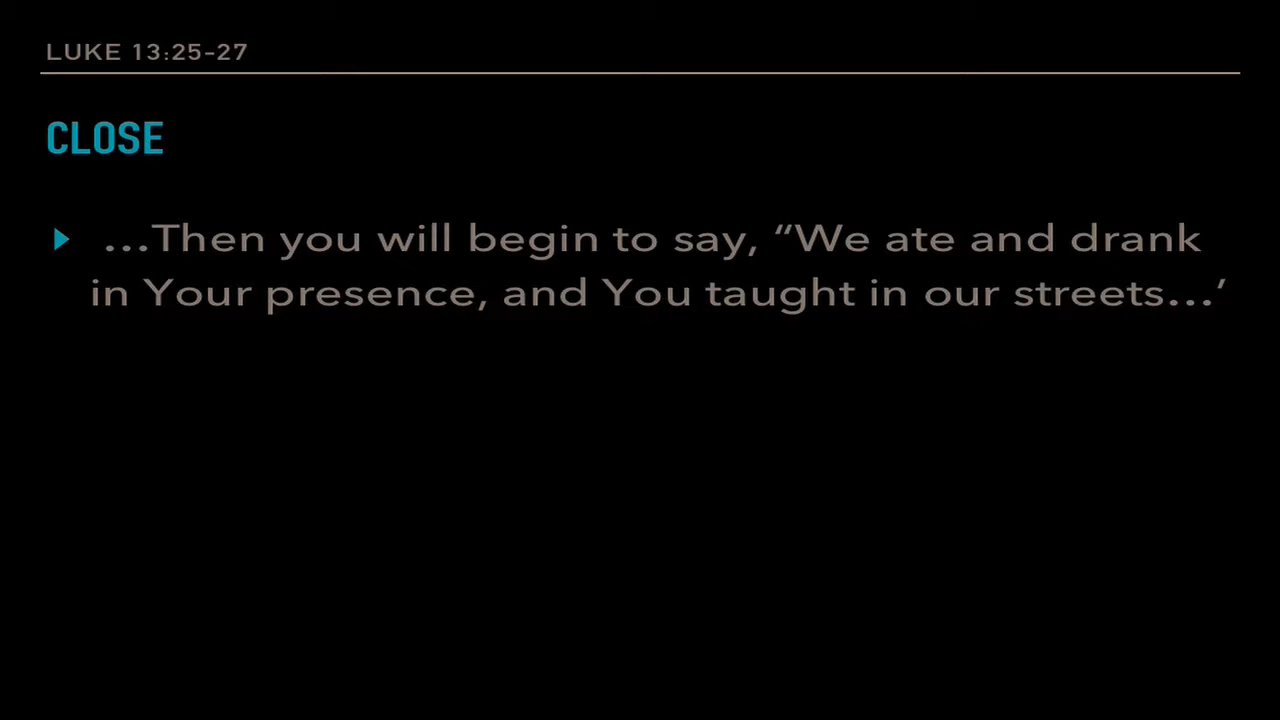 LUKE 13:25-27
CLOSE
…Then you will begin to say, “We ate and drank
in Your presence, and You taught in our streets…’